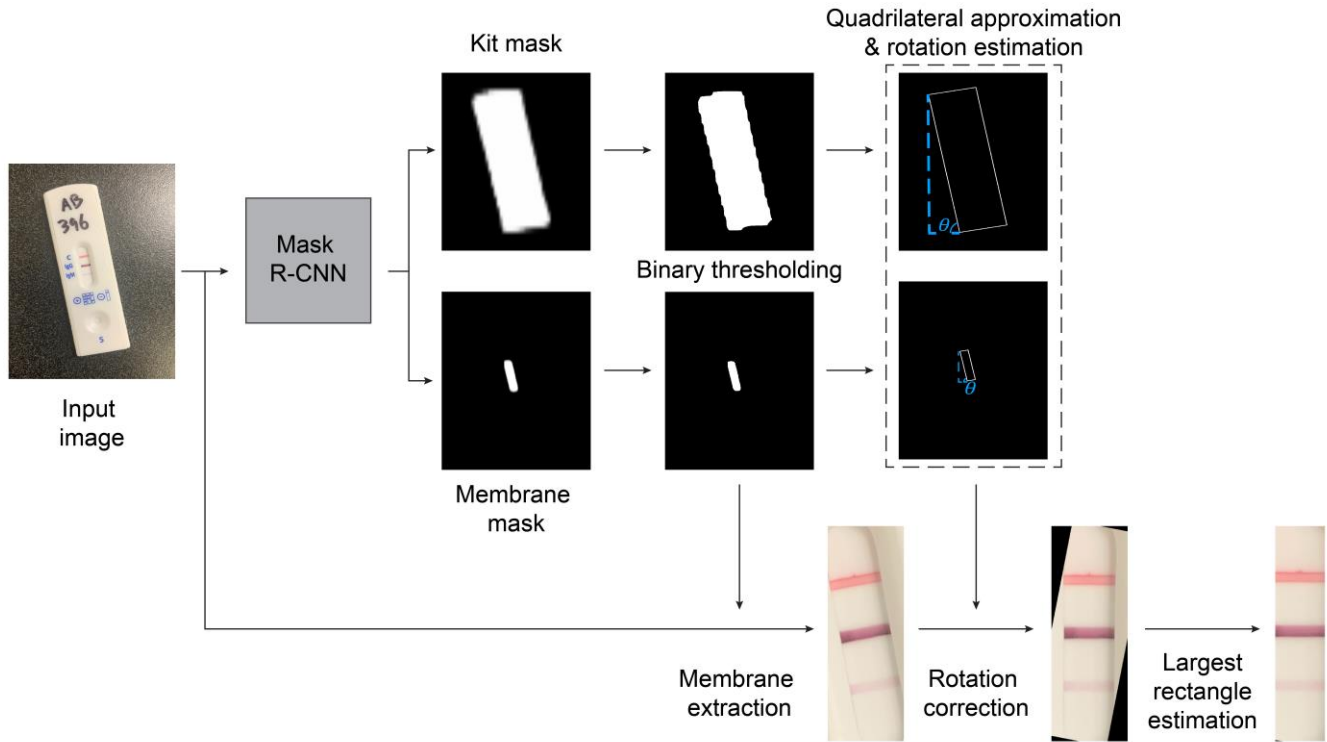 Quadrilateral approximation
& rotation estimation
Kit mask
AB
396
C
S
Mask
R-CNN
Binary thresholding
θ
θ
Input
image
Membrane
mask
Membrane
extraction
Rotation
correction
Largest
rectangle
estimation